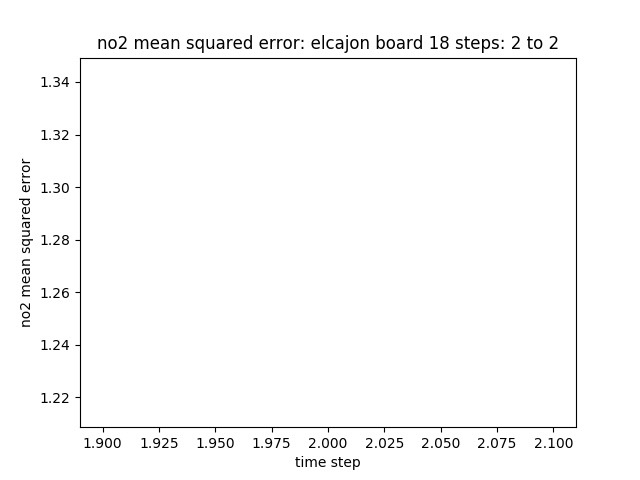 no2 mean squared error: elcajon board 18 steps: 2 to 2
1.34
1.32
1.30
1.28
1.26
1.24
1.22
no2 mean squared error
1.900 1.925 1.950 1.975 2.000 2.025 2.050 2.075 2.100
time step